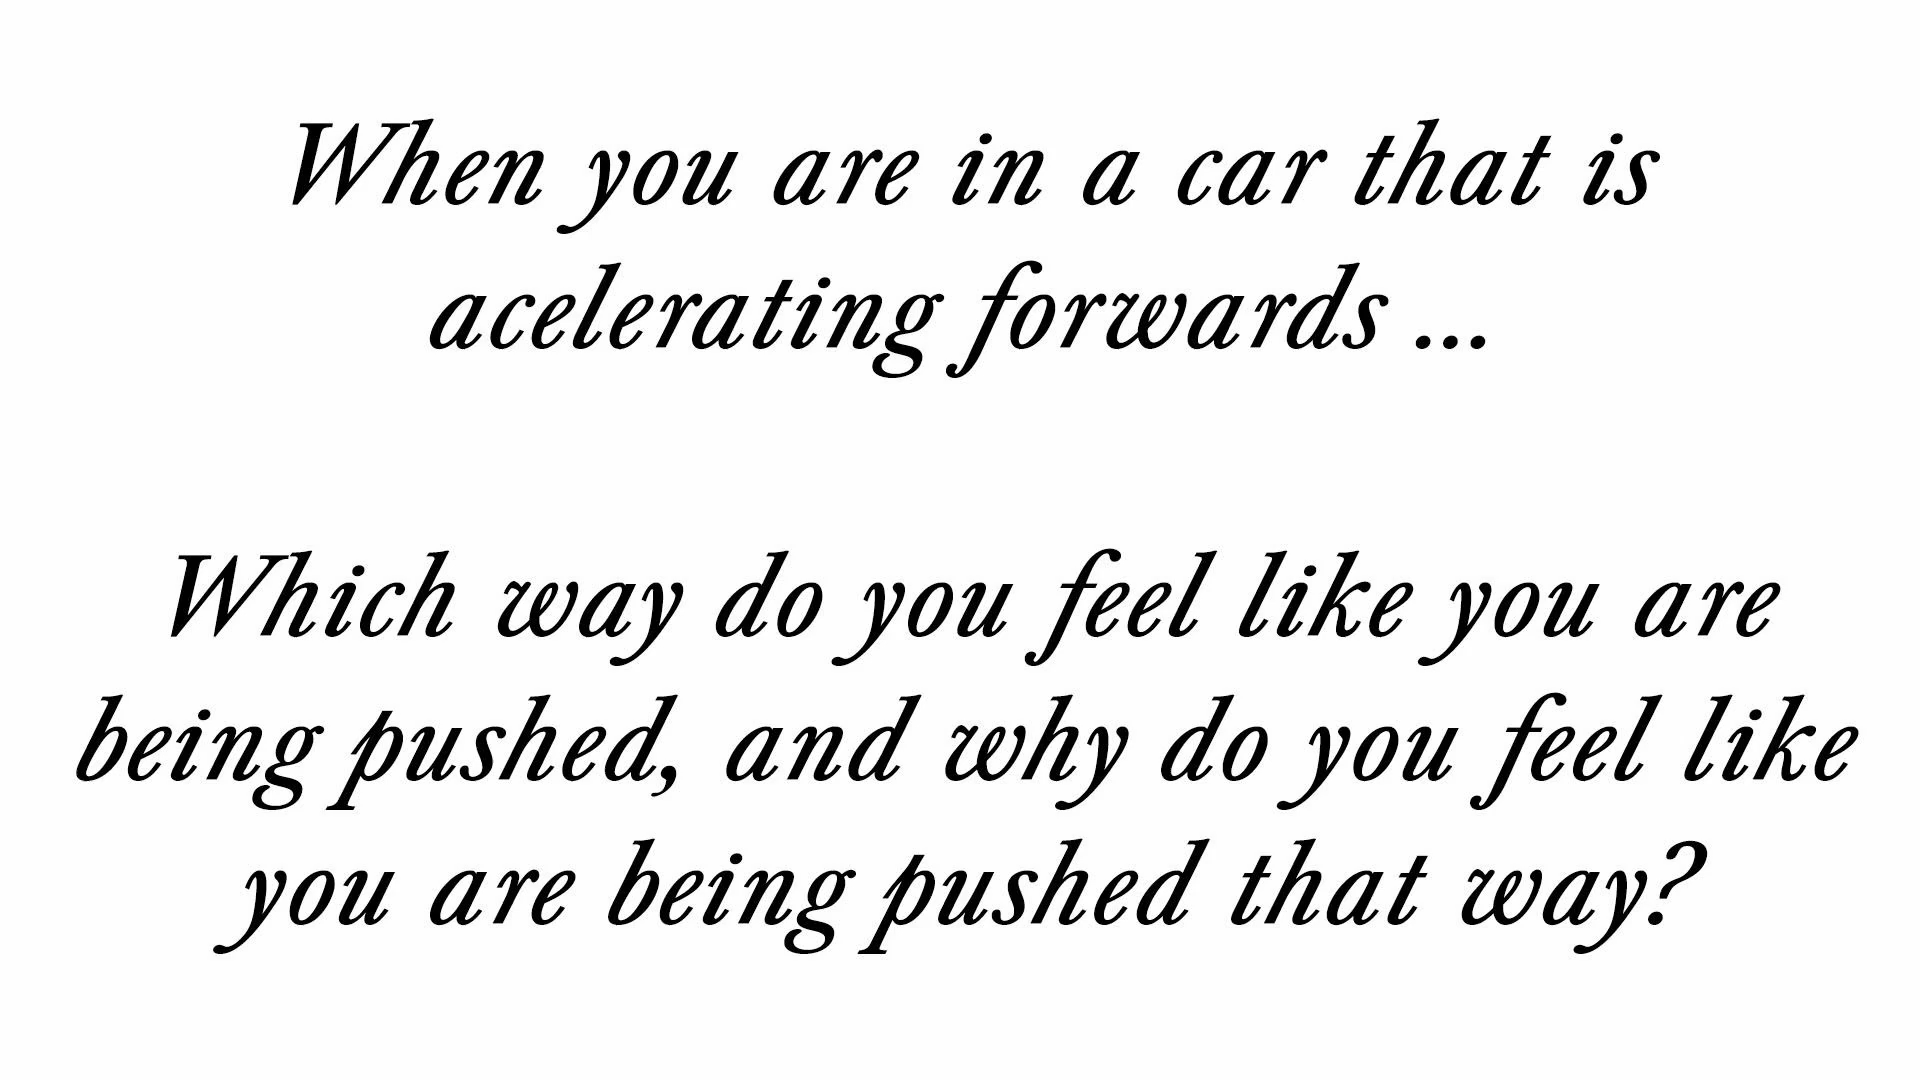 When you are in a car that is
acelerating forwards ...
Which way do you feel like you are
being pushed, and why do you feel like
you are being pushed that way?